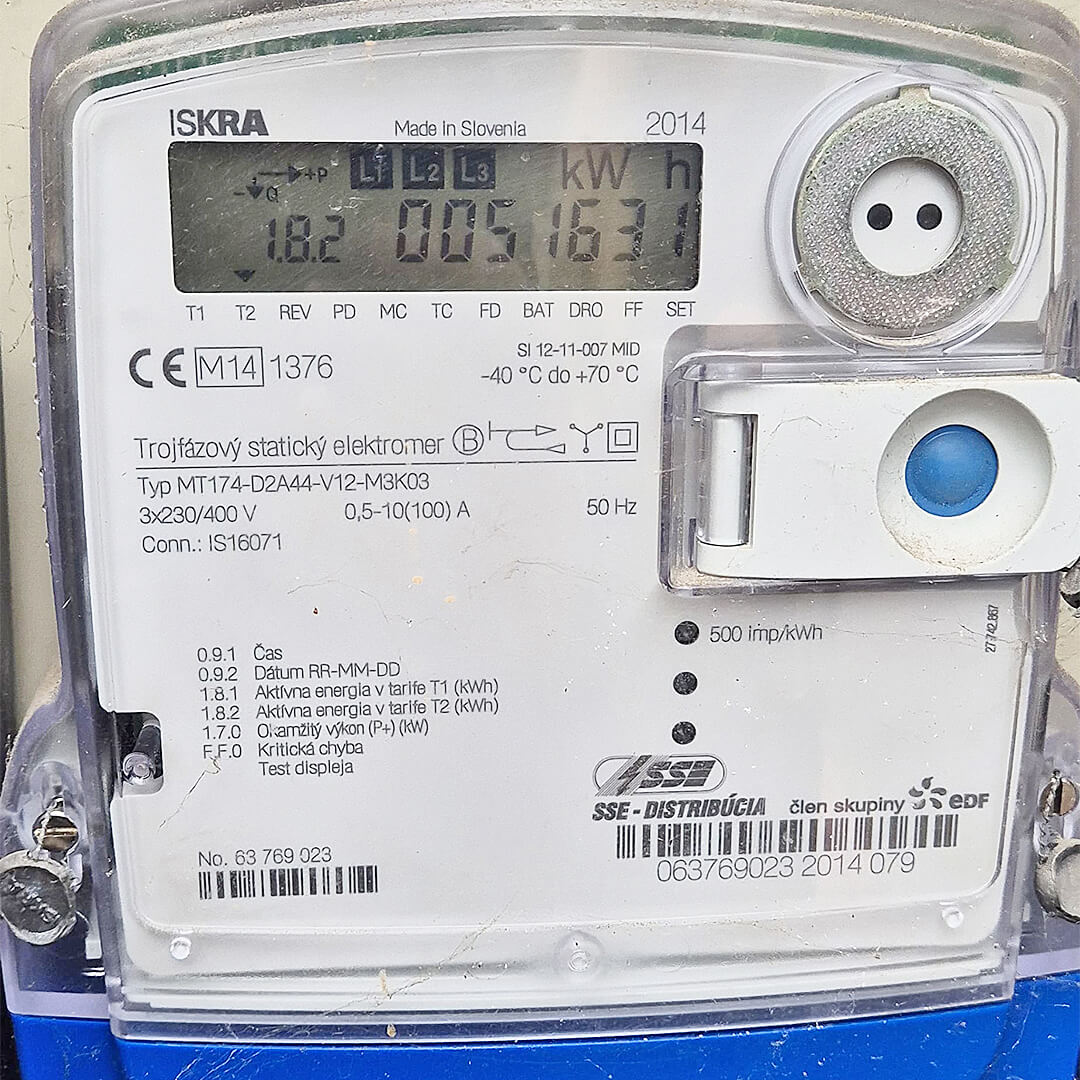 ISKRA Made in Slovenia 2014
+P L1 L2 L3 kW h
-Q
1.8.2 0051631
T1 T2 REV PD MC TC FD BAT DRO FF SET
CE M14 1376
SI 12-11-007 MID
-40 °C do +70 °C
Trojfázový statický elektromer B
Typ MT174-D2A44-V12-M3K03
3x230/400 V 0,5-10(100) A 50 Hz
Conn.: IS16071
500 imp/kWh
27.742.867
0.9.1 Čas
0.9.2 Dátum RR-MM-DD
1.8.1 Aktívna energia v tarife T1 (kWh)
1.8.2 Aktívna energia v tarife T2 (kWh)
1.7.0 Okamžitý výkon (P+) (kW)
F.F.0 Kritická chyba
Test displeja
SSE
SSE - DISTRIBÚCIA člen skupiny eDF
No. 63 769 023
063769023 2014 079